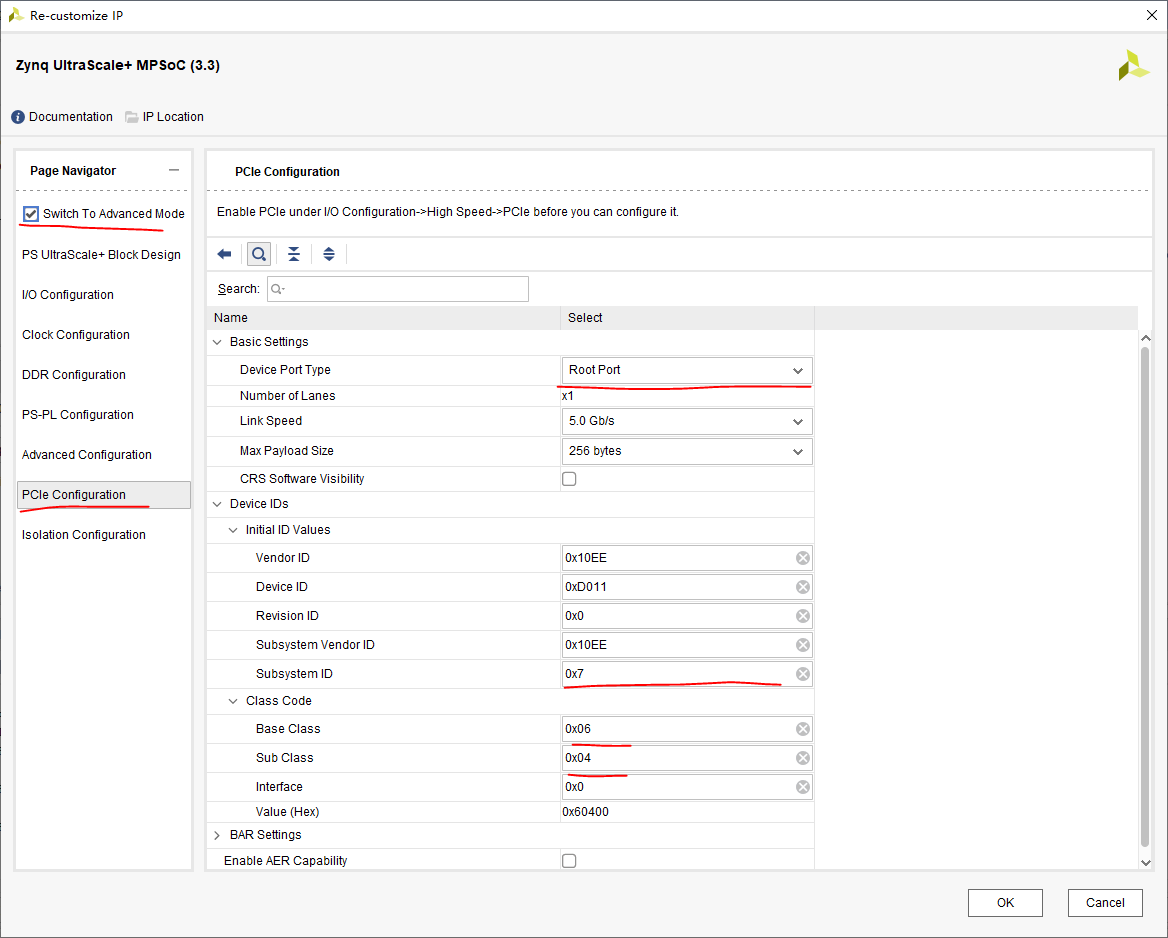 Re-customize IP
Zynq UltraScale+ MPSoC (3.3)
Documentation IP Location
Page Navigator
Switch To Advanced Mode
PS UltraScale+ Block Design
I/O Configuration
Clock Configuration
DDR Configuration
PS-PL Configuration
Advanced Configuration
PCIe Configuration
Isolation Configuration
PCIe Configuration
Enable PCIe under I/O Configuration->High Speed->PCIe before you can configure it.
Search:
Name Select
Basic Settings
Device Port Type Root Port
Number of Lanes x1
Link Speed 5.0 Gb/s
Max Payload Size 256 bytes
CRS Software Visibility
Device IDs
Initial ID Values
Vendor ID 0x10EE
Device ID 0xD011
Revision ID 0x0
Subsystem Vendor ID 0x10EE
Subsystem ID 0x7
Class Code
Base Class 0x06
Sub Class 0x04
Interface 0x0
Value (Hex) 0x60400
BAR Settings
Enable AER Capability
OK Cancel